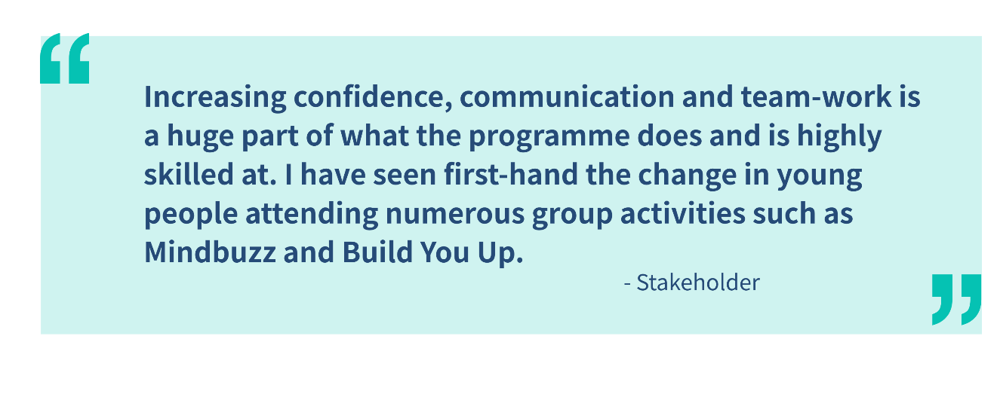 Increasing confidence, communication and team-work is
a huge part of what the programme does and is highly
skilled at. I have seen first-hand the change in young
people attending numerous group activities such as
Mindbuzz and Build You Up.
- Stakeholder